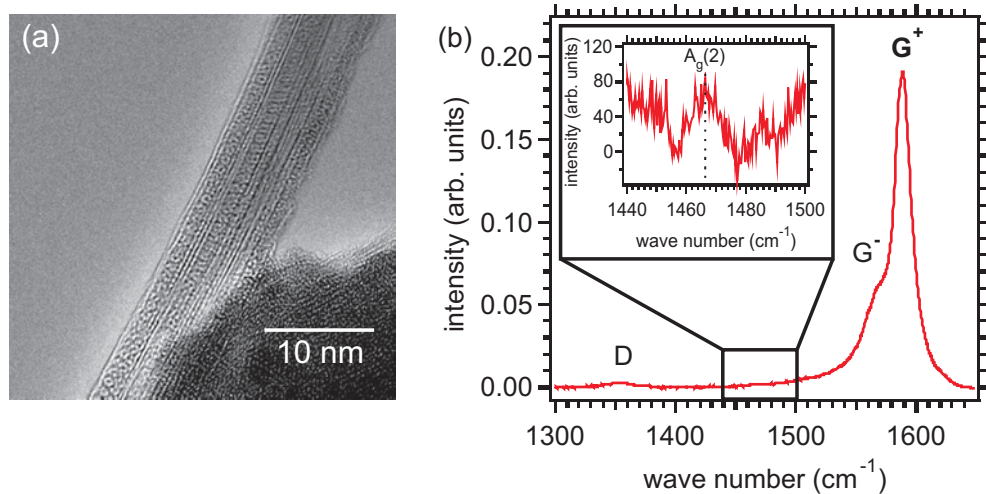 (a)
10 nm
(b)
intensity (arb. units)
0.20
0.15
0.10
0.05
0.00
1300
1400
1500
1600
wave number (cm⁻¹)
D
G⁻
G⁺
intensity (arb. units)
120
80
40
0
A_g(2)
1440
1460
1480
1500
wave number (cm⁻¹)